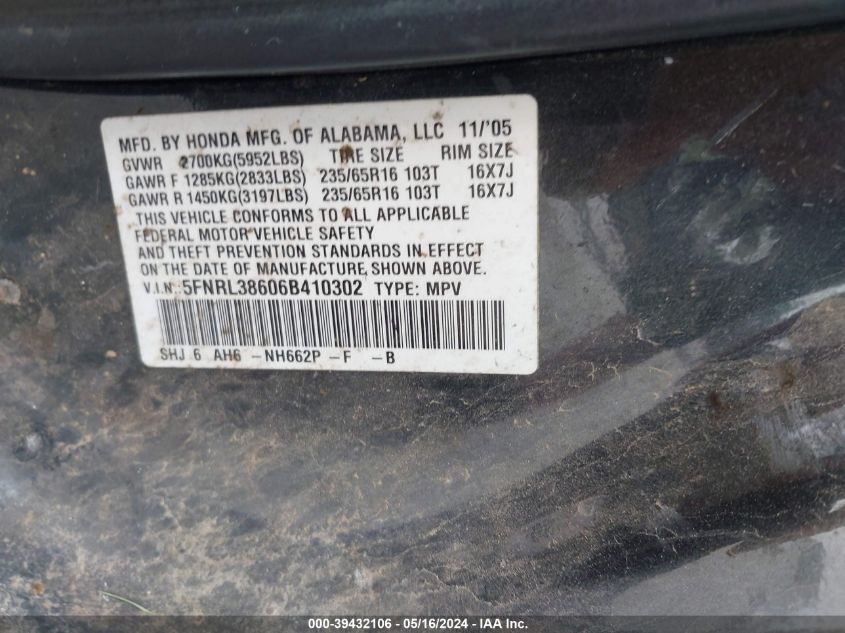 MFD. BY HONDA MFG. OF ALABAMA, LLC 11/'05
GVWR 2700KG(5952LBS) TIRE SIZE RIM SIZE
GAWR F 1285KG(2833LBS) 235/65R16 103T 16X7J
GAWR R 1450KG(3197LBS) 235/65R16 103T 16X7J
THIS VEHICLE CONFORMS TO ALL APPLICABLE
FEDERAL MOTOR VEHICLE SAFETY
AND THEFT PREVENTION STANDARDS IN EFFECT
ON THE DATE OF MANUFACTURE SHOWN ABOVE.
V.I.N: 5FNRL38606B410302 TYPE: MPV
SHJ 6 AH6 -NH662P -F -B
000-39432106 - 05/16/2024 - IAA Inc.